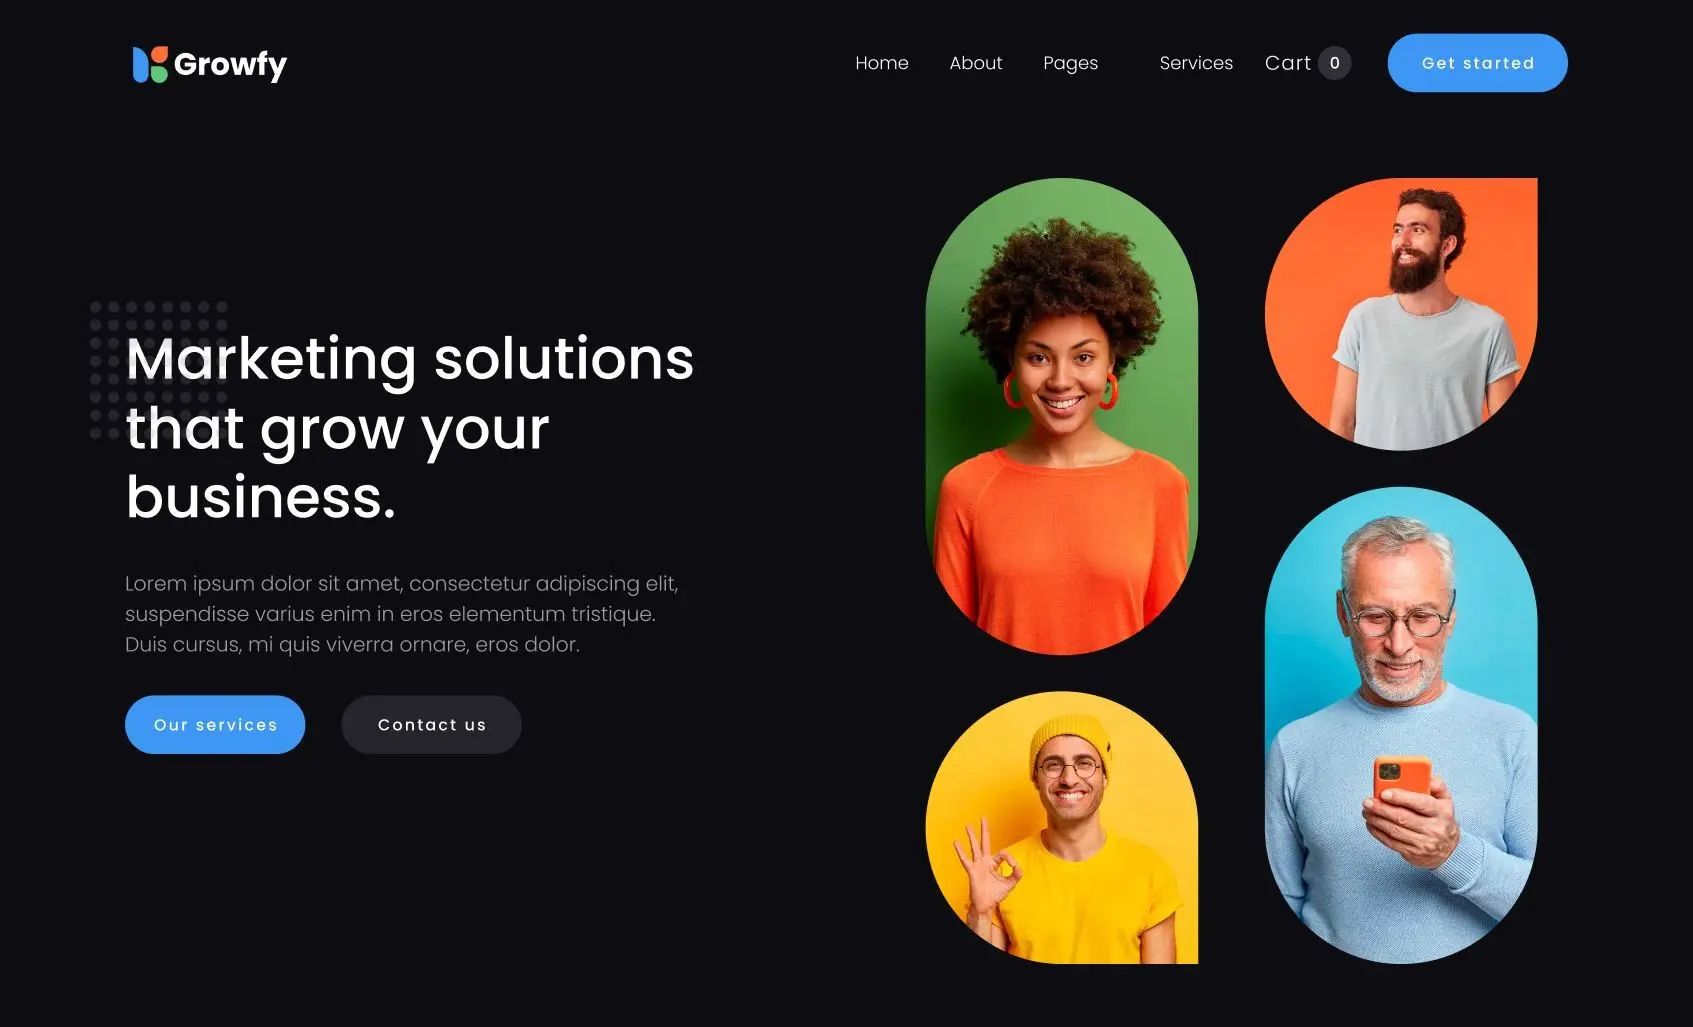 Growfy
Home About Pages Services Cart 0 Get started
Marketing solutions
that grow your
business.
Lorem ipsum dolor sit amet, consectetur adipiscing elit,
suspendisse varius enim in eros elementum tristique.
Duis cursus, mi quis viverra ornare, eros dolor.
Our services Contact us